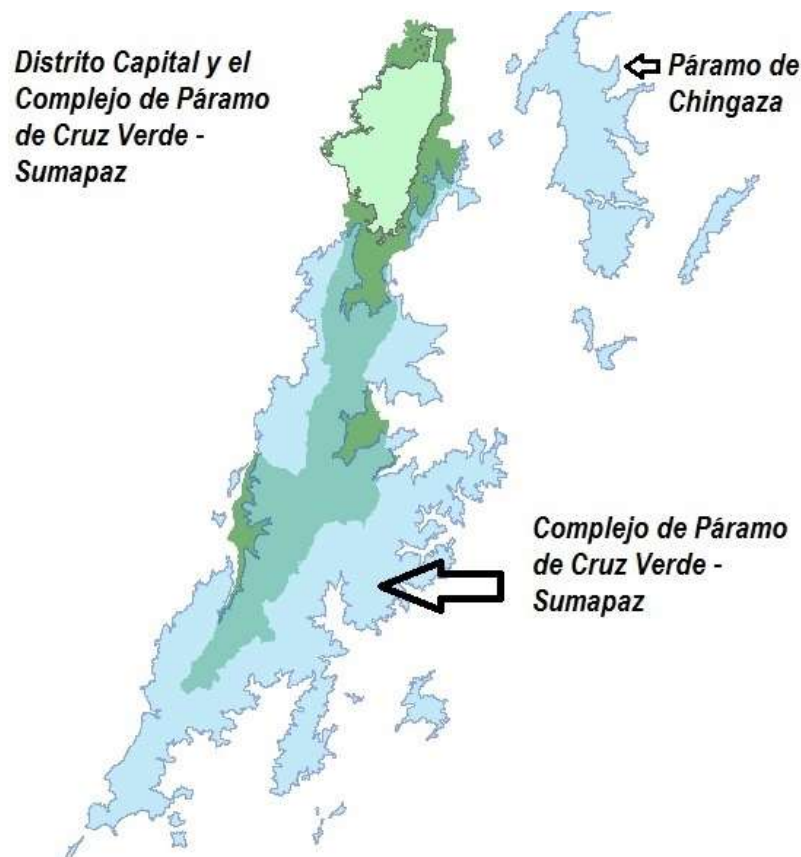 Distrito Capital y el
Complejo de Páramo
de Cruz Verde -
Sumapaz
Páramo de
Chingaza
Complejo de Páramo
de Cruz Verde -
Sumapaz